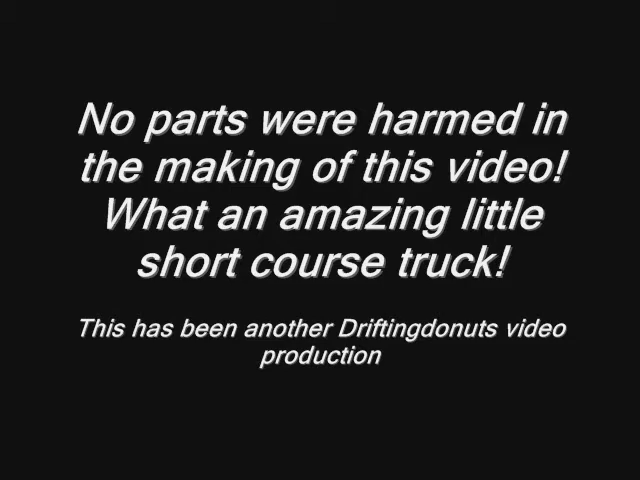 No parts were harmed in
the making of this video!
What an amazing little
short course truck!
This has been another Driftingdonuts video
production